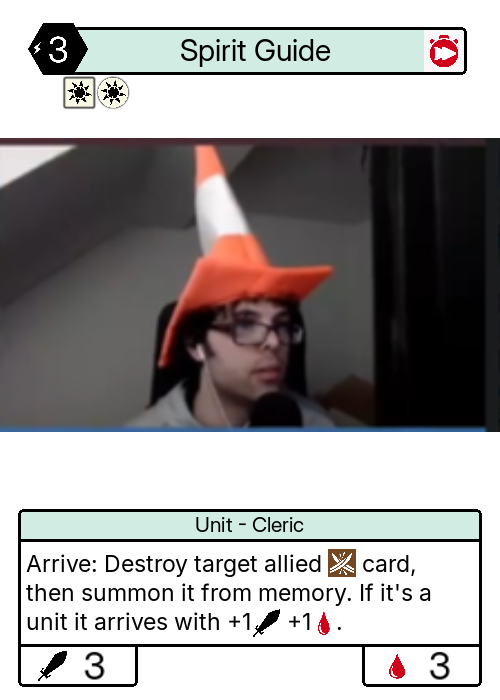 3
Spirit Guide
Unit - Cleric
Arrive: Destroy target allied card,
then summon it from memory. If it's a
unit it arrives with +1 +1 .
3
3